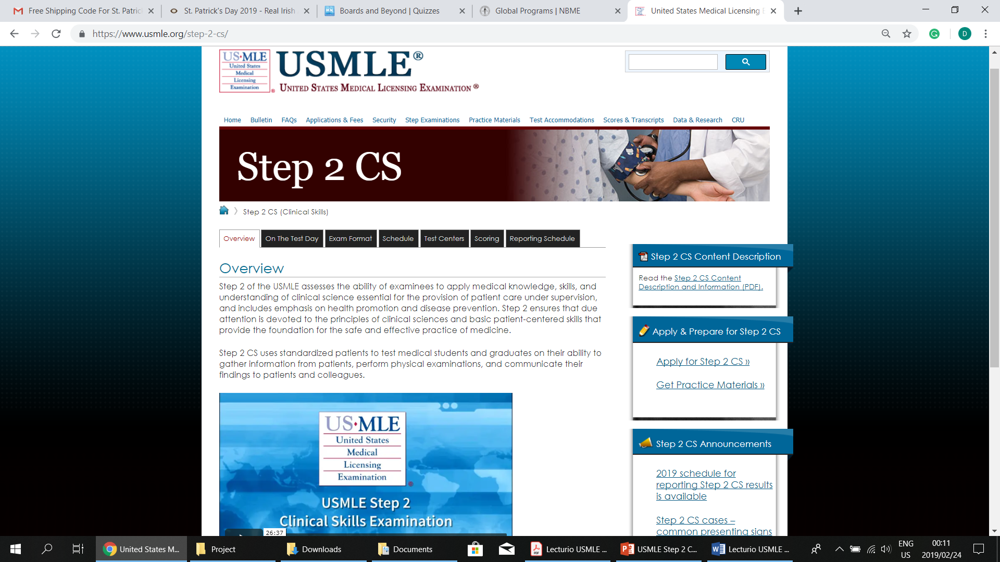 Free Shipping Code For St. Patric
St. Patrick's Day 2019 - Real Irish
Boards and Beyond | Quizzes
Global Programs | NBME
United States Medical Licensing E
https://www.usmle.org/step-2-cs/
G
D
US•MLE
United States
Medical
Licensing
Examination
®
USMLE®
UNITED STATES MEDICAL LICENSING EXAMINATION ®
Home Bulletin FAQs Applications & Fees Security Step Examinations Practice Materials Test Accommodations Scores & Transcripts Data & Research CRU
Step 2 CS
Step 2 CS (Clinical Skills)
Overview On The Test Day Exam Format Schedule Test Centers Scoring Reporting Schedule
Overview
Step 2 of the USMLE assesses the ability of examinees to apply medical knowledge, skills, and
understanding of clinical science essential for the provision of patient care under supervision,
and includes emphasis on health promotion and disease prevention. Step 2 ensures that due
attention is devoted to the principles of clinical sciences and basic patient-centered skills that
provide the foundation for the safe and effective practice of medicine.
Step 2 CS uses standardized patients to test medical students and graduates on their ability to
gather information from patients, perform physical examinations, and communicate their
findings to patients and colleagues.
US•MLE
United States
Medical
Licensing
Examination
®
USMLE Step 2
Clinical Skills Examination
26:37
Step 2 CS Content Description
Read the Step 2 CS Content
Description and Information (PDF).
Apply & Prepare for Step 2 CS
Apply for Step 2 CS »
Get Practice Materials »
Step 2 CS Announcements
2019 schedule for
reporting Step 2 CS results
is available
Step 2 CS cases –
common presenting signs
United States M...
Project
Downloads
Documents
Lecturio USMLE ...
USMLE Step 2 C...
Lecturio USMLE ...
ENG
US
00:11
2019/02/24